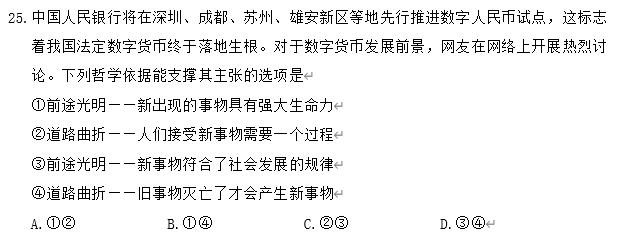 25. 中国人民银行将在深圳、成都、苏州、雄安新区等地先行推进数字人民币试点，这标志
着我国法定数字货币终于落地生根。对于数字货币发展前景，网友在网络上开展热烈讨
论。下列哲学依据能支撑其主张的选项是↵
①前途光明——新出现的事物具有强大生命力↵
②道路曲折——人们接受新事物需要一个过程↵
③前途光明——新事物符合了社会发展的规律↵
④道路曲折——旧事物灭亡了才会产生新事物↵
A. ①② B. ①④ C. ②③ D. ③④↵